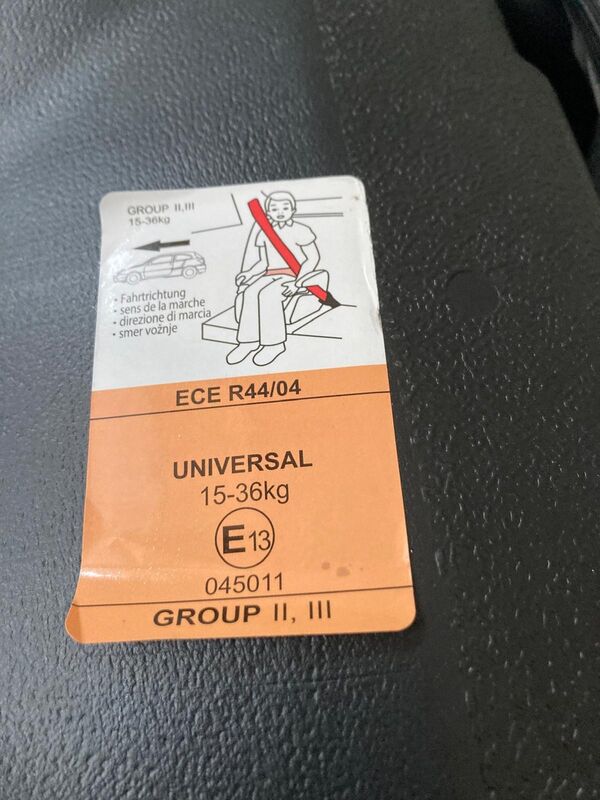 GROUP II,III
15-36kg
• Fahrtrichtung
• sens de la marche
• direzione di marcia
• smer vožnje
ECE R44/04
UNIVERSAL
15-36kg
E13
045011
GROUP II, III